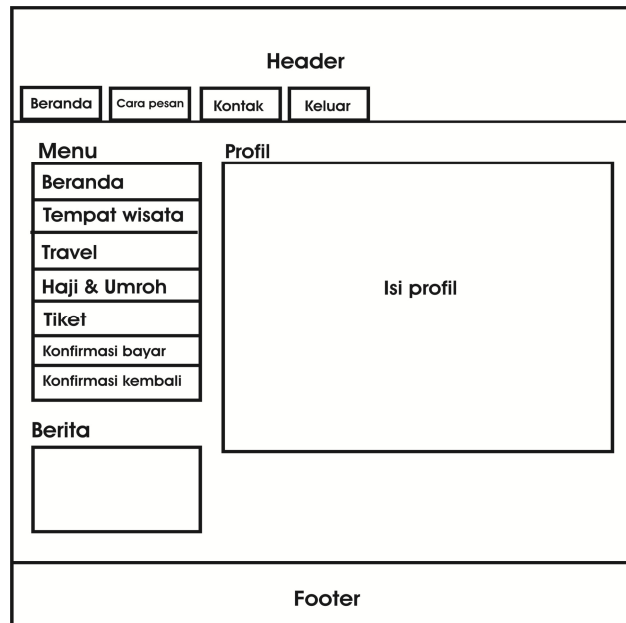 Header
Beranda
Cara pesan
Kontak
Keluar
Menu
Beranda
Tempat wisata
Travel
Haji & Umroh
Tiket
Konfirmasi bayar
Konfirmasi kembali
Berita
Profil
Isi profil
Footer